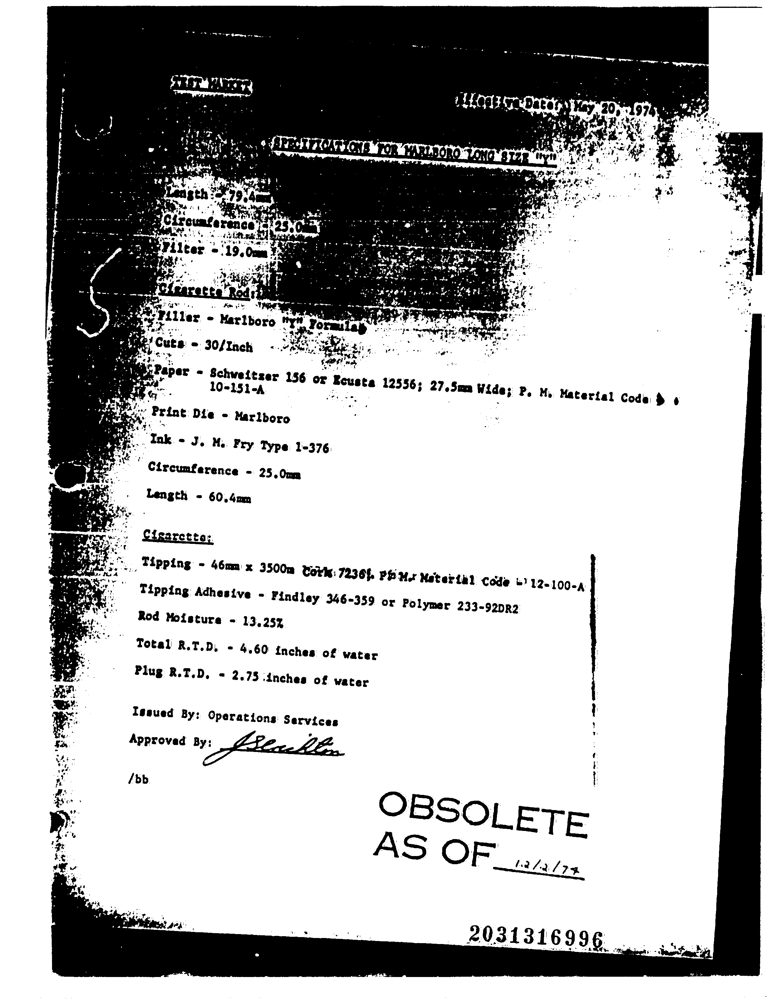 TEST MARKET
Effective Date: May 20, 1974
SPECIFICATIONS FOR MARLBORO LONG SIZE "Y"
Length - 79.4mm
Circumference - 25.0mm
Filter - 19.0mm
Cigarette Rod:
Filler - Marlboro "Y" Formula
Cuts - 30/Inch
Paper - Schweitzer 156 or Ecusta 12556; 27.5mm Wide; P. M. Material Code
10-151-A
Print Die - Marlboro
Ink - J. M. Fry Type 1-376
Circumference - 25.0mm
Length - 60.4mm
Cigarette:
Tipping - 46mm x 3500m Cork P. M. Material Code - 12-100-A
Tipping Adhesive - Findley 346-359 or Polymer 233-92DR2
Rod Moisture - 13.25%
Total R.T.D. - 4.60 inches of water
Plug R.T.D. - 2.75 inches of water
Issued By: Operations Services
Approved By:
/bb
OBSOLETE
AS OF 12/2/74
2031316996